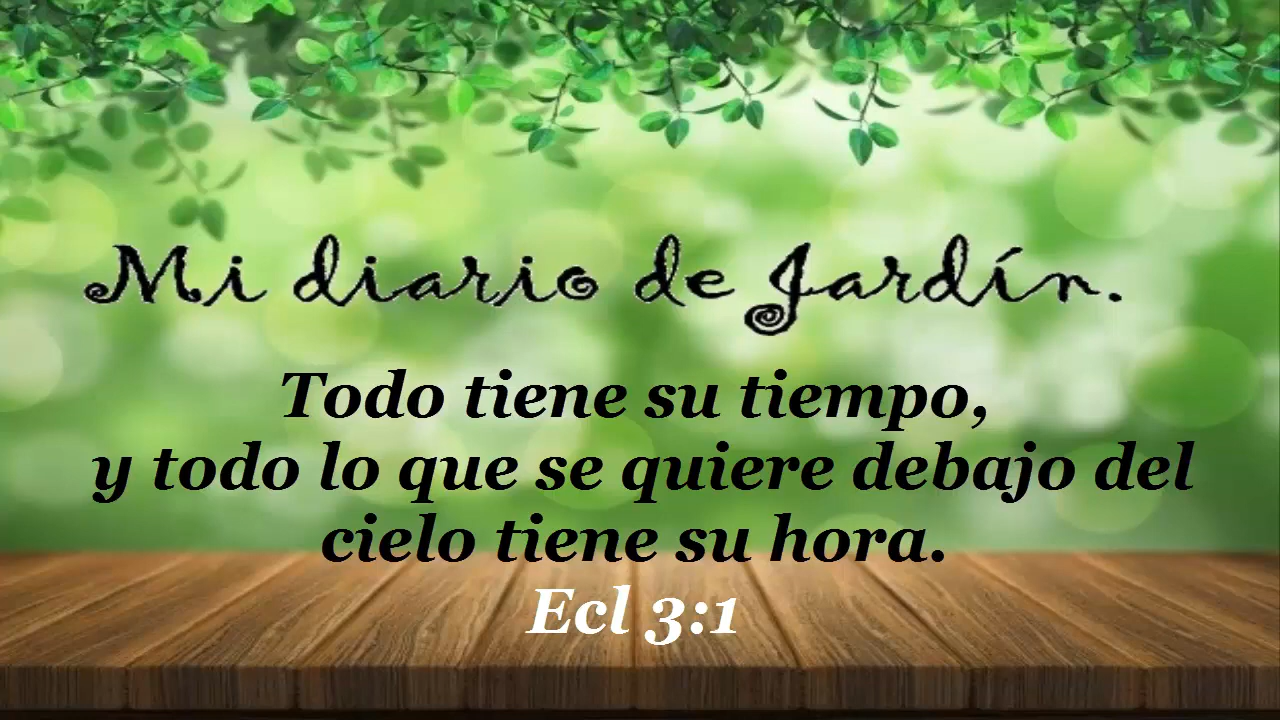 Mi diario de Jardín.
Todo tiene su tiempo,
y todo lo que se quiere debajo del
cielo tiene su hora.
Ecl 3:1